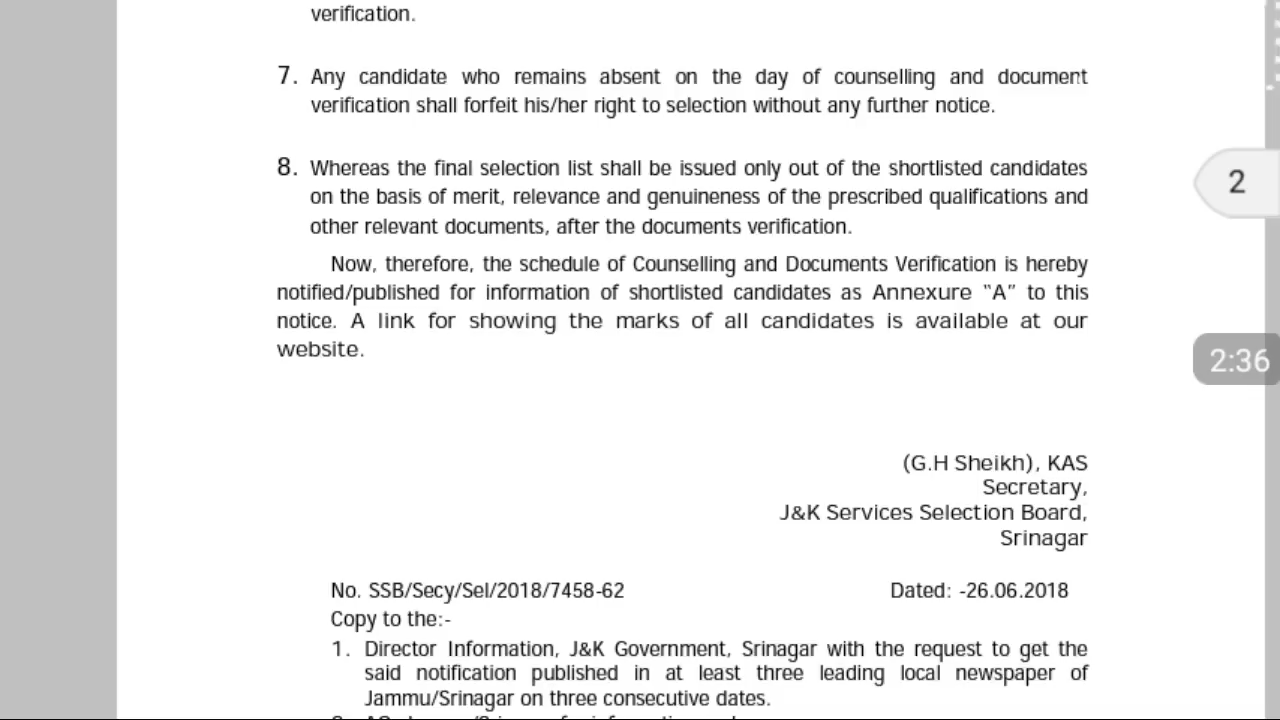 verification.
7. Any candidate who remains absent on the day of counselling and document
verification shall forfeit his/her right to selection without any further notice.
8. Whereas the final selection list shall be issued only out of the shortlisted candidates
on the basis of merit, relevance and genuineness of the prescribed qualifications and
other relevant documents, after the documents verification.
Now, therefore, the schedule of Counselling and Documents Verification is hereby
notified/published for information of shortlisted candidates as Annexure “A” to this
notice. A link for showing the marks of all candidates is available at our
website.
(G.H Sheikh), KAS
Secretary,
J&K Services Selection Board,
Srinagar
No. SSB/Secy/Sel/2018/7458-62 Dated: -26.06.2018
Copy to the:-
1. Director Information, J&K Government, Srinagar with the request to get the
said notification published in at least three leading local newspaper of
Jammu/Srinagar on three consecutive dates.
2
2:36